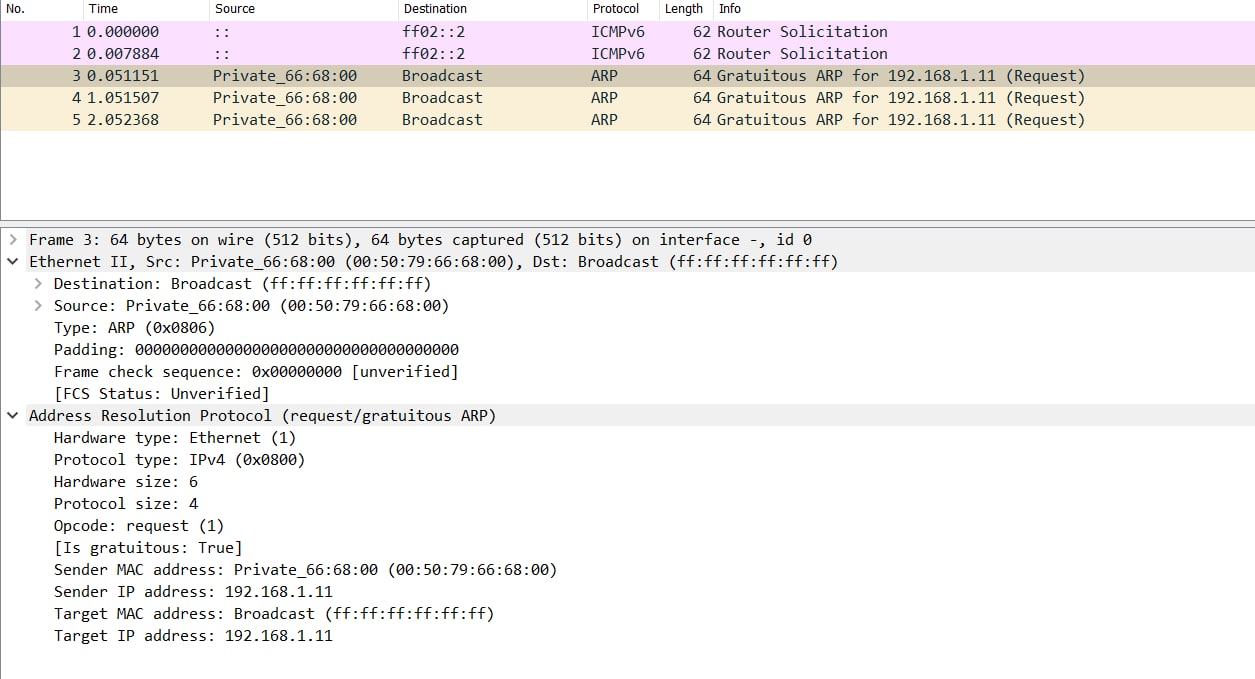 No. Time Source Destination Protocol Length Info
1 0.000000 :: ff02::2 ICMPv6 62 Router Solicitation
2 0.007884 :: ff02::2 ICMPv6 62 Router Solicitation
3 0.051151 Private_66:68:00 Broadcast ARP 64 Gratuitous ARP for 192.168.1.11 (Request)
4 1.051507 Private_66:68:00 Broadcast ARP 64 Gratuitous ARP for 192.168.1.11 (Request)
5 2.052368 Private_66:68:00 Broadcast ARP 64 Gratuitous ARP for 192.168.1.11 (Request)
Frame 3: 64 bytes on wire (512 bits), 64 bytes captured (512 bits) on interface -, id 0
Ethernet II, Src: Private_66:68:00 (00:50:79:66:68:00), Dst: Broadcast (ff:ff:ff:ff:ff:ff)
Destination: Broadcast (ff:ff:ff:ff:ff:ff)
Source: Private_66:68:00 (00:50:79:66:68:00)
Type: ARP (0x0806)
Padding: 000000000000000000000000000000000000
Frame check sequence: 0x00000000 [unverified]
[FCS Status: Unverified]
Address Resolution Protocol (request/gratuitous ARP)
Hardware type: Ethernet (1)
Protocol type: IPv4 (0x0800)
Hardware size: 6
Protocol size: 4
Opcode: request (1)
[Is gratuitous: True]
Sender MAC address: Private_66:68:00 (00:50:79:66:68:00)
Sender IP address: 192.168.1.11
Target MAC address: Broadcast (ff:ff:ff:ff:ff:ff)
Target IP address: 192.168.1.11